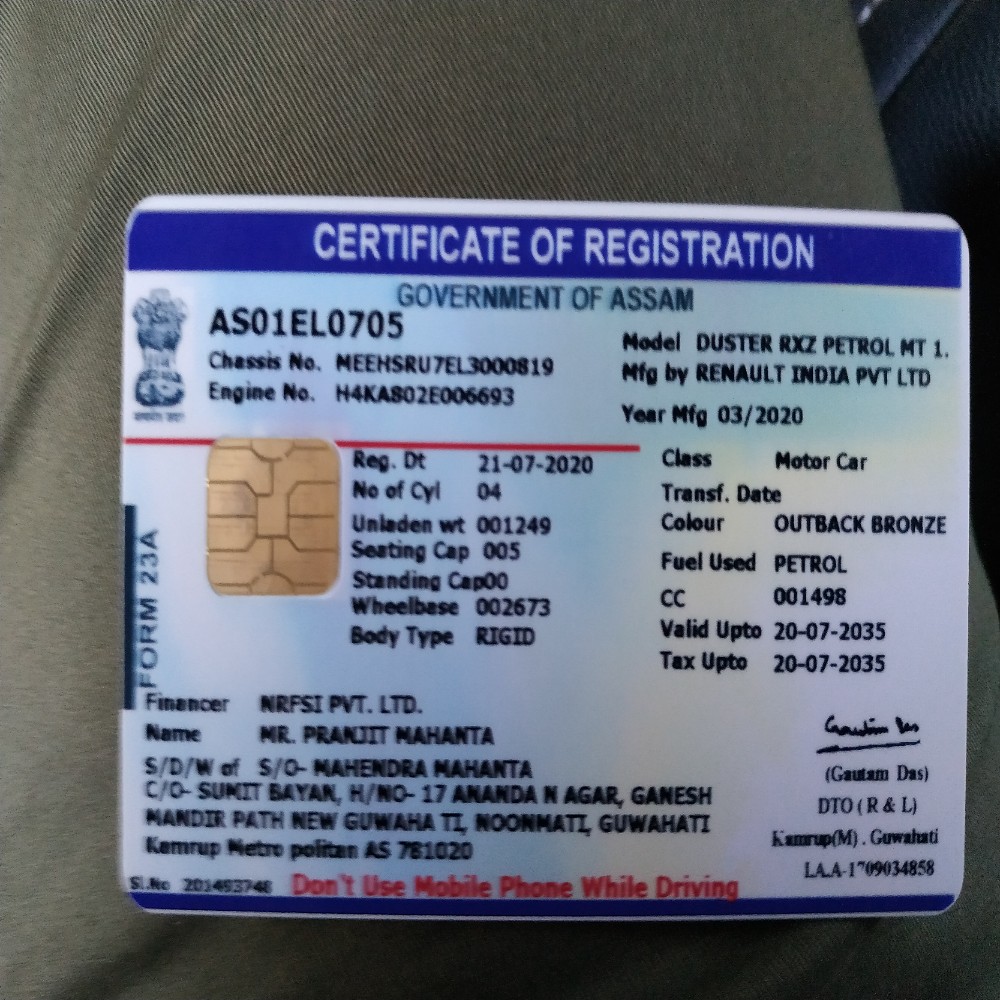 CERTIFICATE OF REGISTRATION
GOVERNMENT OF ASSAM
AS01EL0705
Chassis No. MEEHSRU7EL3000819
Engine No. H4KA802E006693
Model DUSTER RXZ PETROL MT 1.
Mfg by RENAULT INDIA PVT LTD
Year Mfg 03/2020
Reg. Dt 21-07-2020
No of Cyl 04
Unladen wt 001249
Seating Cap 005
Standing Cap00
Wheelbase 002673
Body Type RIGID
Class Motor Car
Transf. Date
Colour OUTBACK BRONZE
Fuel Used PETROL
CC 001498
Valid Upto 20-07-2035
Tax Upto 20-07-2035
FORM 23A
Financer NRFSI PVT. LTD.
Name MR. PRANJIT MAHANTA
S/D/W of S/O- MAHENDRA MAHANTA
C/O- SUMIT BAYAN, H/NO- 17 ANANDA N AGAR, GANESH
MANDIR PATH NEW GUWAHA TI, NOONMATI, GUWAHATI
Kamrup Metro politan AS 781020
Gautam Das
(Gautam Das)
DTO ( R & L)
Kamrup(M) . Guwahati
I.A.A-1709034858
Sl.No 201493748 Don't Use Mobile Phone While Driving